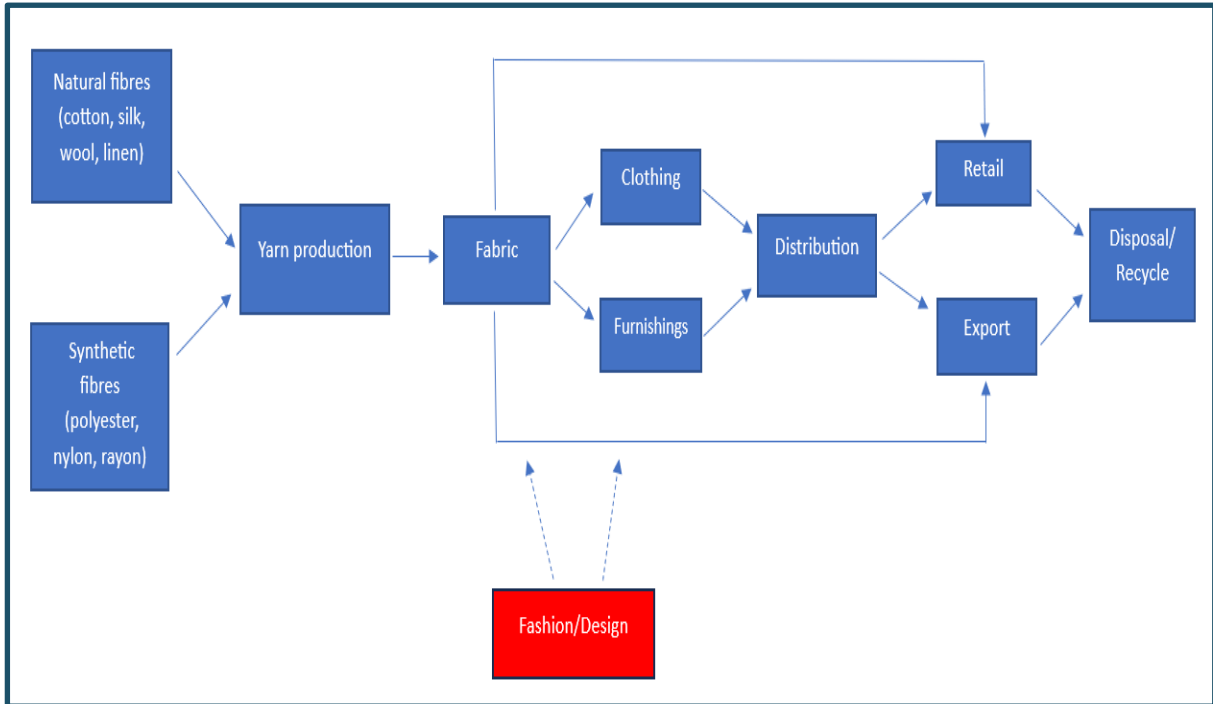 Natural fibres
(cotton, silk,
wool, linen)
Synthetic
fibres
(polyester,
nylon, rayon)
Yarn production
Fabric
Clothing
Furnishings
Distribution
Retail
Export
Disposal/
Recycle
Fashion/Design